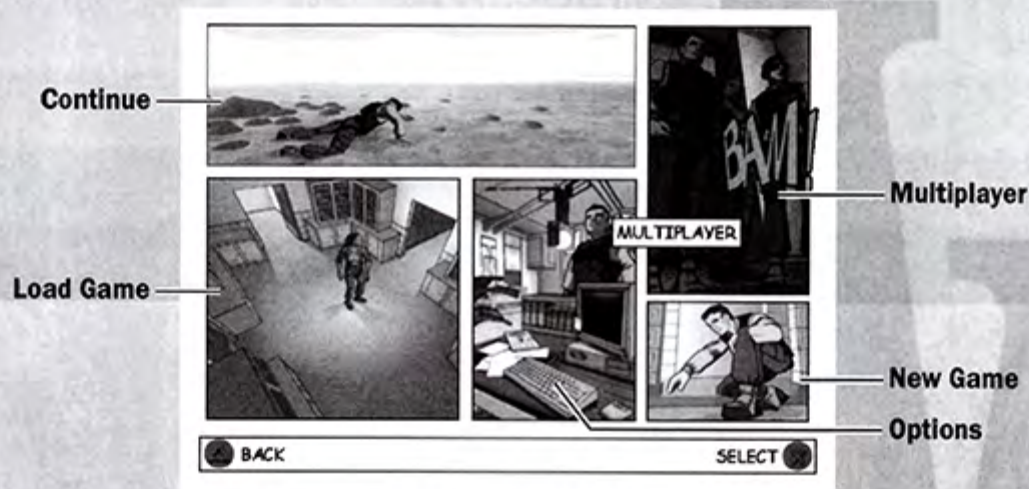 Continue
BAM!
Multiplayer
MULTIPLAYER
Load Game
New Game
Options
BACK
SELECT